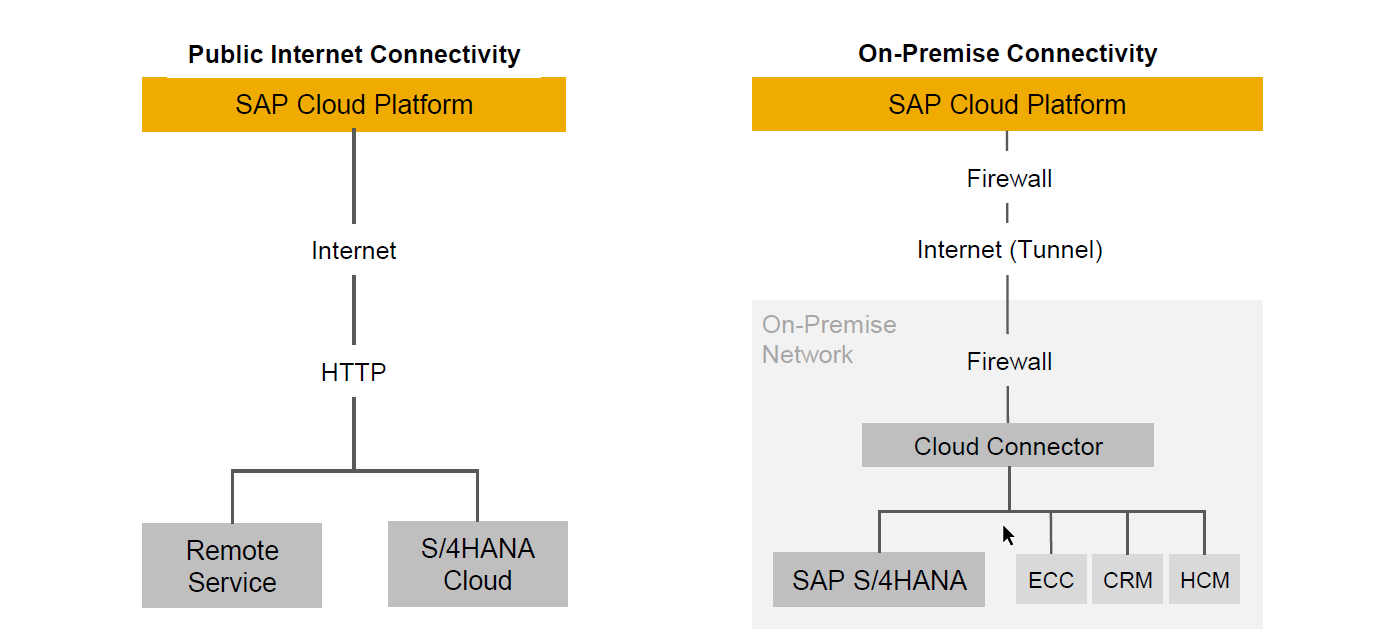 Public Internet Connectivity
SAP Cloud Platform
Internet
HTTP
Remote
Service
S/4HANA
Cloud
On-Premise Connectivity
SAP Cloud Platform
Firewall
Internet (Tunnel)
On-Premise
Network
Firewall
Cloud Connector
SAP S/4HANA
ECC
CRM
HCM